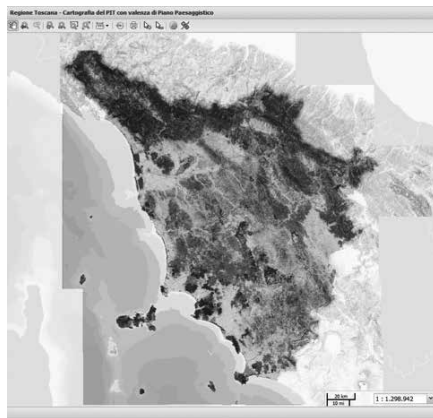 Regione Toscana - Cartografia del PIT con valenza di Piano Paesaggistico
20 km
10 mi
1 : 1.298.942